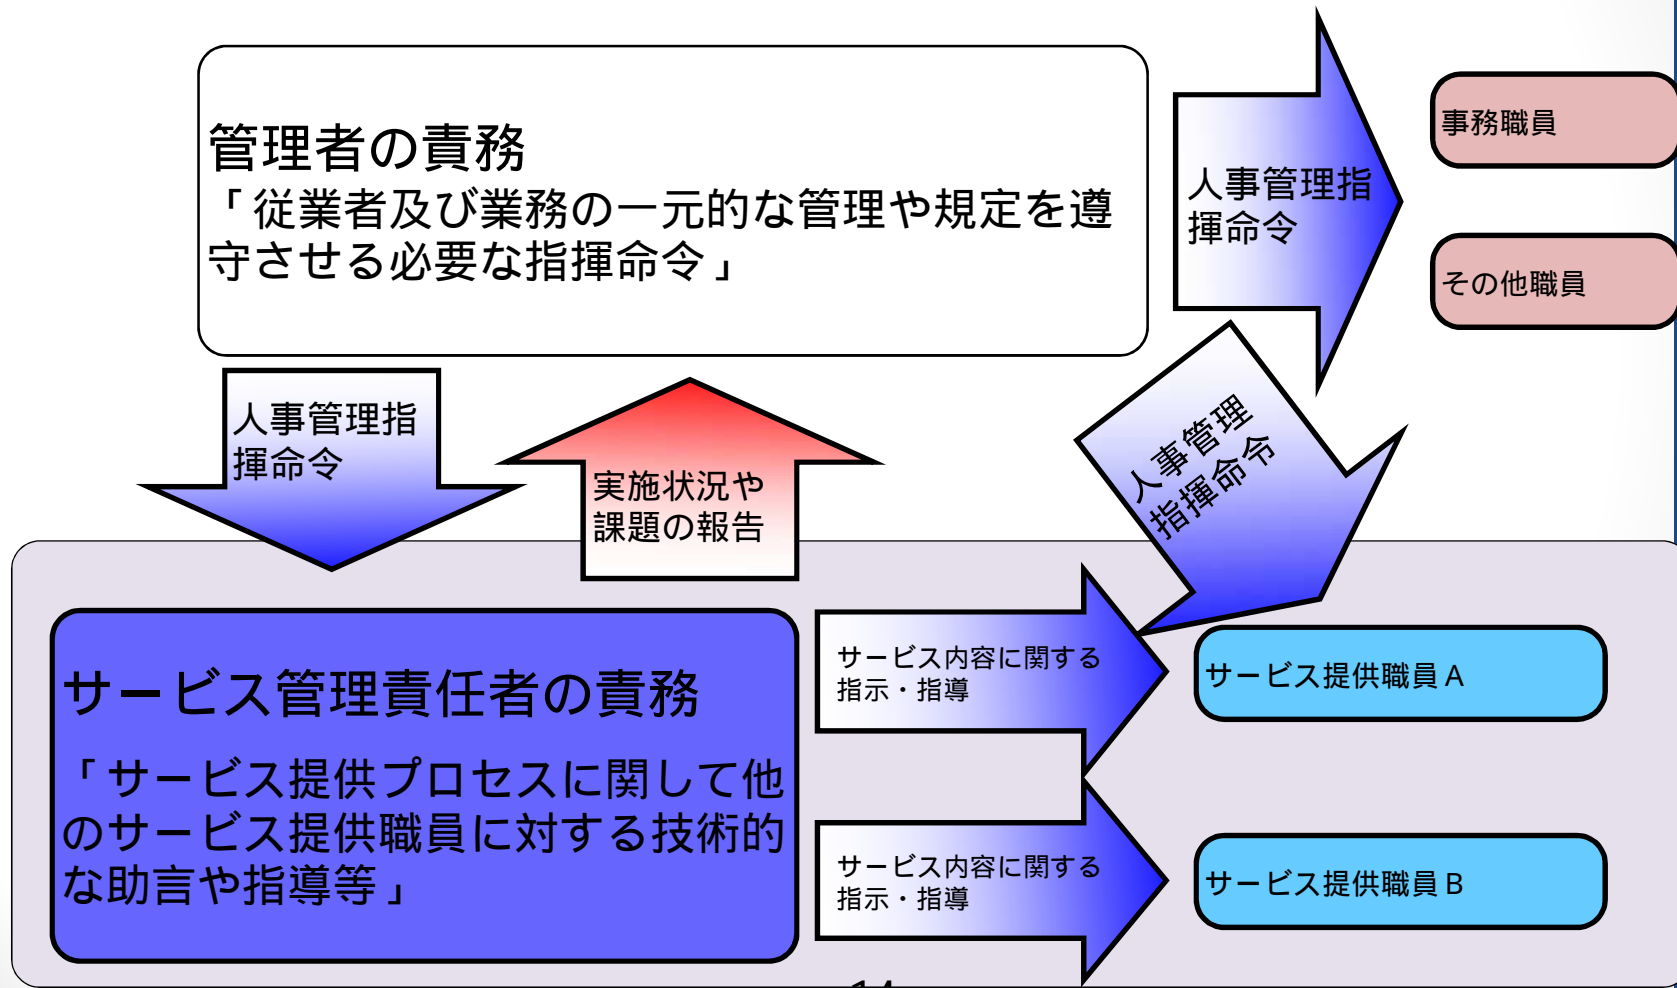 管理者の責務
「従業者及び業務の一元的な管理や規定を遵
守させる必要な指揮命令」
人事管理指
揮命令
事務職員
その他職員
人事管理指
揮命令
実施状況や
課題の報告
人事管理
指揮命令
サービス管理責任者の責務
「サービス提供プロセスに関して他
のサービス提供職員に対する技術的
な助言や指導等」
サービス内容に関する
指示・指導
サービス提供職員A
サービス内容に関する
指示・指導
サービス提供職員B